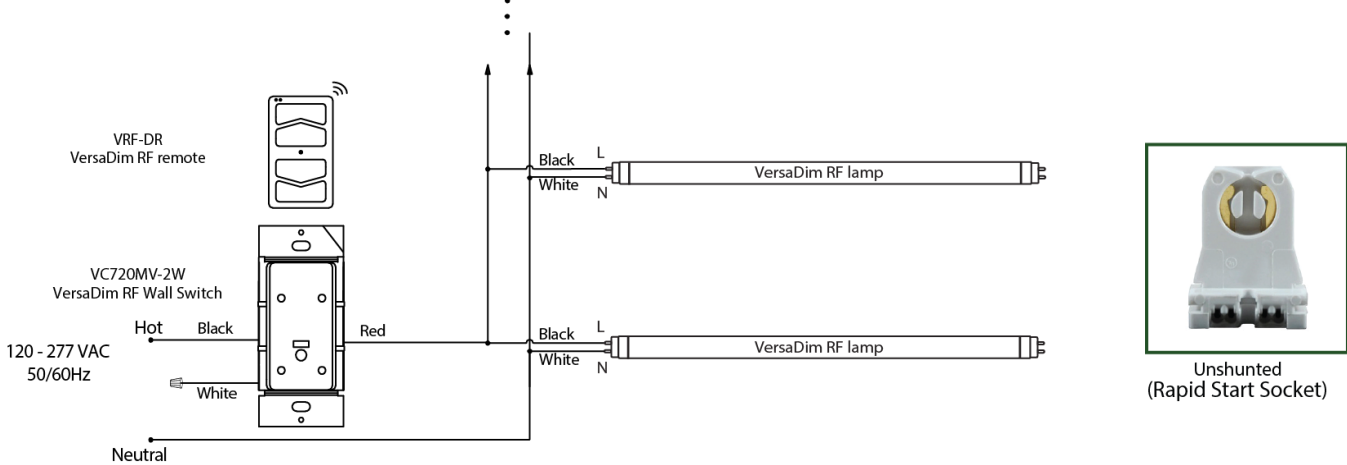 VRF-DR
VersaDim RF remote
Black
L
VersaDim RF lamp
White
N
VC720MV-2W
VersaDim RF Wall Switch
Hot
Black
Red
120 - 277 VAC
50/60Hz
White
Neutral
Black
L
VersaDim RF lamp
White
N
Unshunted
(Rapid Start Socket)